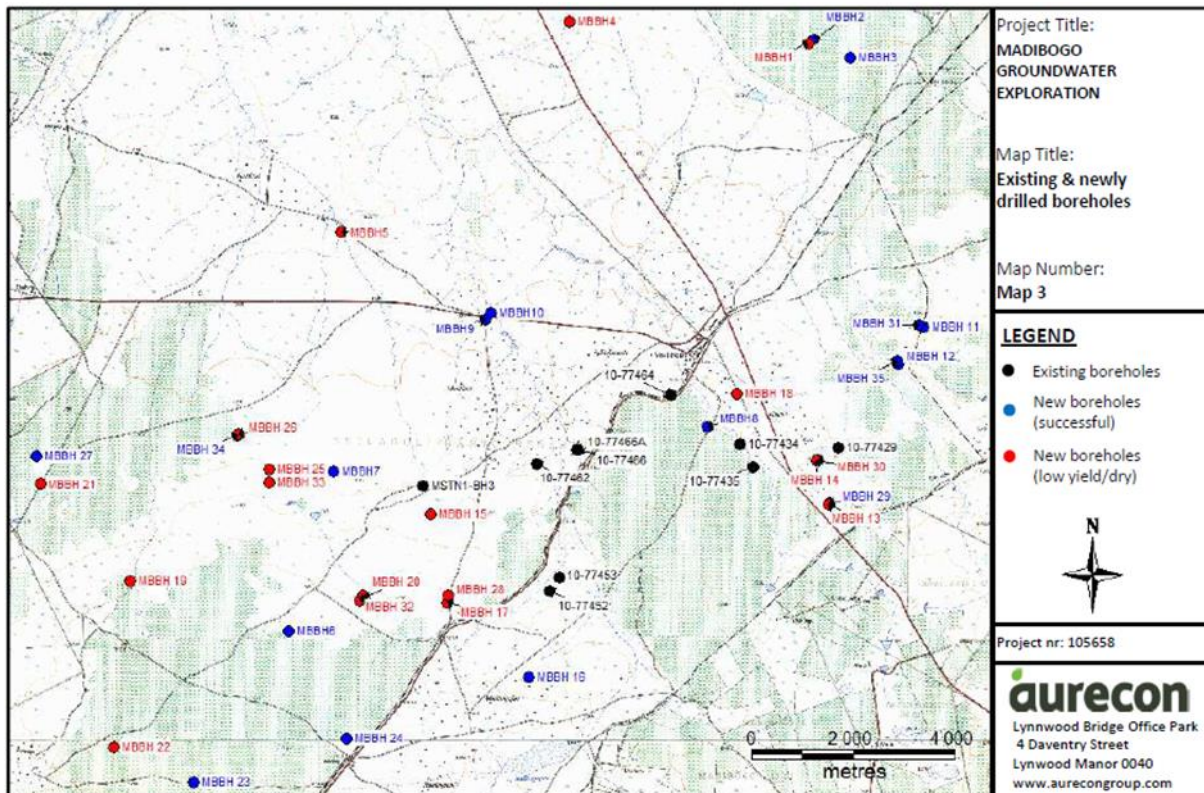 MBBH2
MBBH4
MBBH1
MBBH3
MBBH5
MBBH10
MBBH9
MBBH 31
MBBH 11
MBBH 12
MBBH 35
10-77464
MBBH 18
MBBH8
MBBH 26
MBBH 34
10-77466A
10-77466
10-77434
10-77429
MBBH 27
10-77462
10-77435
MBBH 30
MBBH 14
MBBH 25
MBBH7
MBBH 21
MBBH 33
MSTN1-BH3
MBBH 29
MBBH 13
MBBH 15
MBBH 19
MBBH 20
MBBH 28
10-77453
MBBH 32
MBBH 17
10-77452
MBBH6
MBBH 16
MBBH 24
MBBH 22
MBBH 23
0 2 000 4 000
metres
Project Title:
MADIBOGO
GROUNDWATER
EXPLORATION
Map Title:
Existing & newly
drilled boreholes
Map Number:
Map 3
LEGEND
Existing boreholes
New boreholes
(successful)
New boreholes
(low yield/dry)
N
Project nr: 105658
aurecon
Lynnwood Bridge Office Park
4 Daventry Street
Lynwood Manor 0040
www.aurecongroup.com